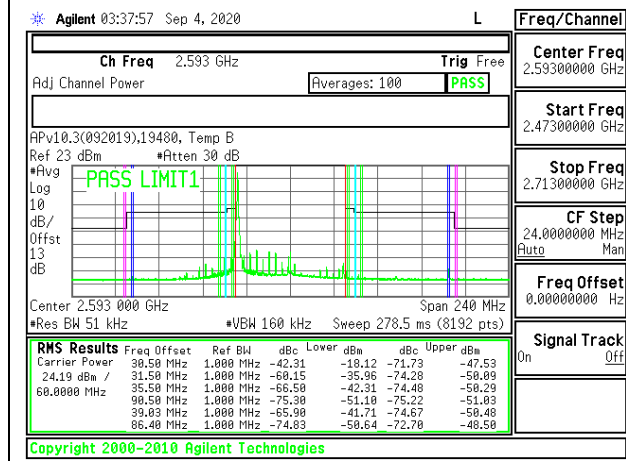 Agilent 03:37:57 Sep 4, 2020 L
Freq/Channel
Ch Freq 2.593 GHz Trig Free
Adj Channel Power Averages: 100 PASS
Center Freq
2.59300000 GHz
Start Freq
2.47300000 GHz
Stop Freq
2.71300000 GHz
CF Step
24.0000000 MHz
Auto Man
Freq Offset
0.00000000 Hz
Signal Track
On Off
APv10.3(092019),19480, Temp B
Ref 23 dBm #Atten 30 dB
#Avg
Log
10
dB/
Offst
13
dB
PASS LIMIT1
Center 2.593 000 GHz Span 240 MHz
#Res BW 51 kHz #VBW 160 kHz Sweep 278.5 ms (8192 pts)
RMS Results Freq Offset Ref BW dBc Lower dBm dBc Upper dBm
Carrier Power 30.50 MHz 1.000 MHz -42.31 -18.12 -71.73 -47.53
24.19 dBm / 31.50 MHz 1.000 MHz -60.15 -35.96 -74.28 -50.09
60.0000 MHz 35.50 MHz 1.000 MHz -66.50 -42.31 -74.48 -50.29
90.50 MHz 1.000 MHz -75.30 -51.10 -75.22 -51.03
39.03 MHz 1.000 MHz -65.90 -41.71 -74.67 -50.48
86.40 MHz 1.000 MHz -74.83 -50.64 -72.70 -48.50
Copyright 2000-2010 Agilent Technologies